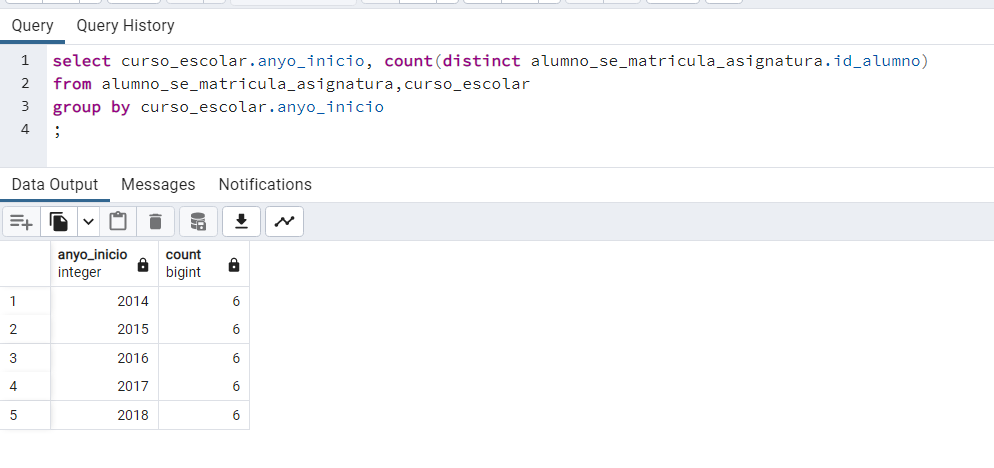 Query Query History
1 select curso_escolar.anyo_inicio, count(distinct alumno_se_matricula_asignatura.id_alumno)
2 from alumno_se_matricula_asignatura,curso_escolar
3 group by curso_escolar.anyo_inicio
4 ;
Data Output Messages Notifications
anyo_inicio count
integer bigint
1 2014 6
2 2015 6
3 2016 6
4 2017 6
5 2018 6